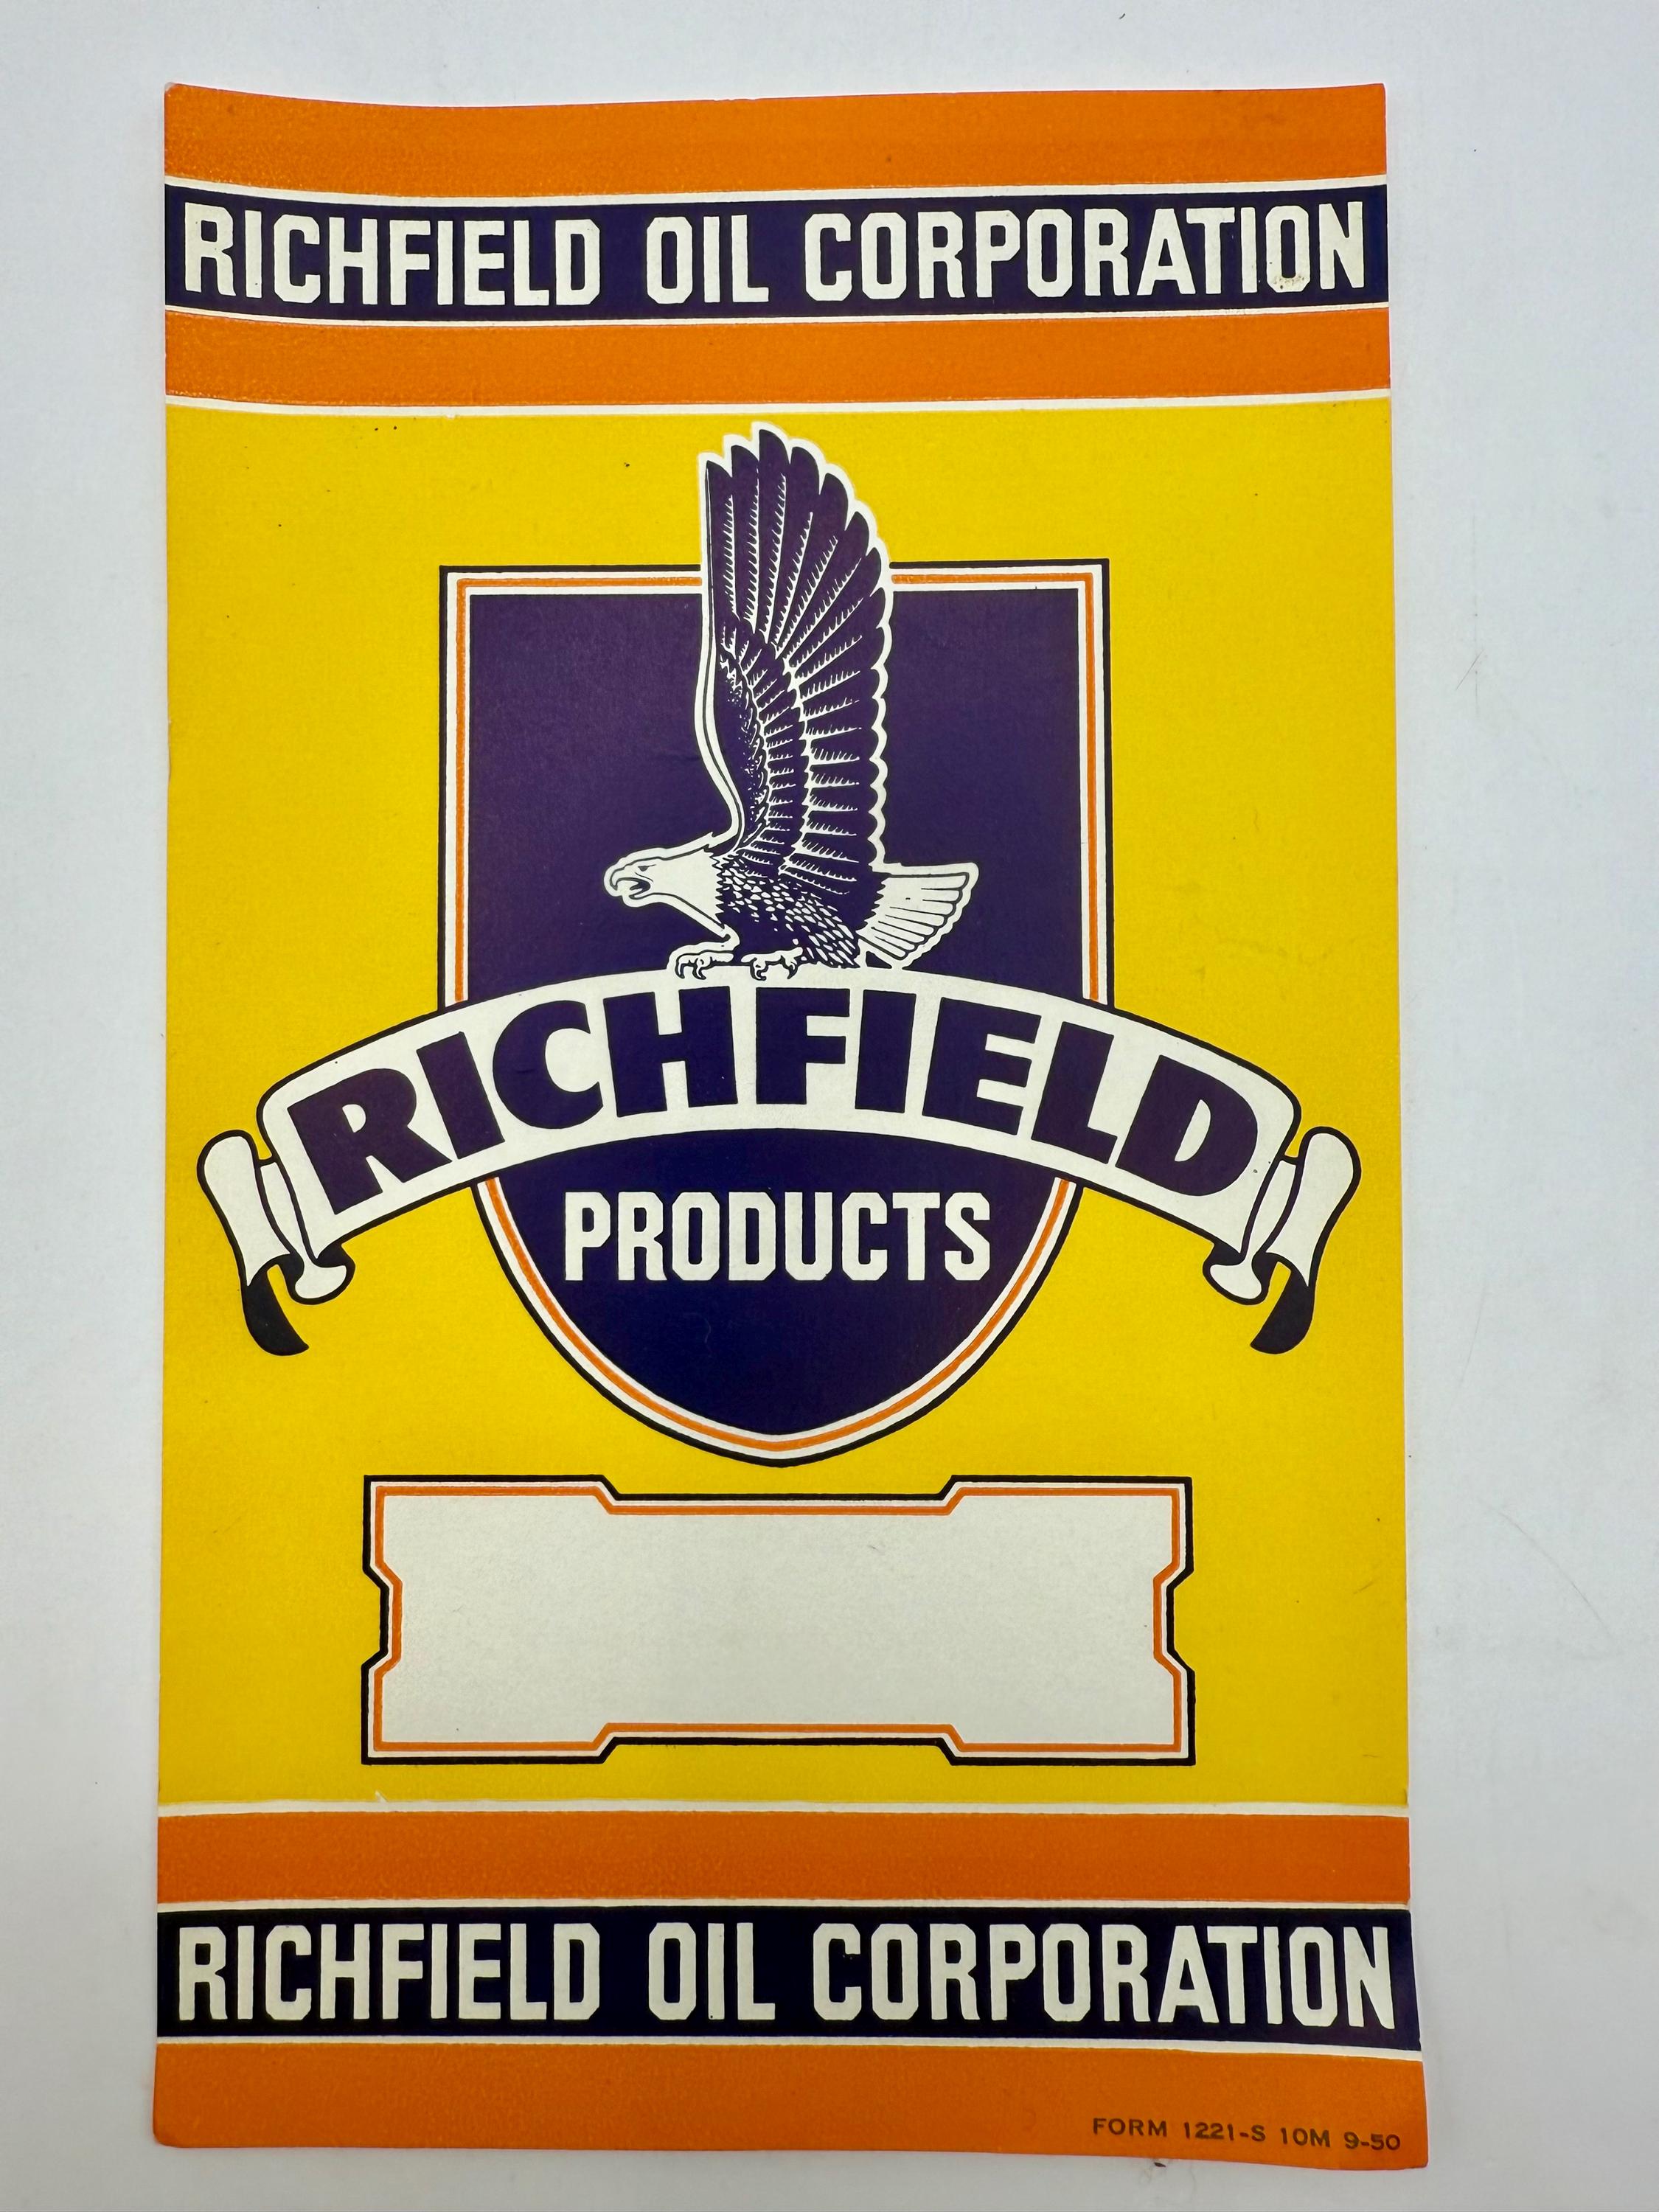 RICHFIELD OIL CORPORATION
RICHFIELD
PRODUCTS
RICHFIELD OIL CORPORATION
FORM 1221-S 10M 9-50